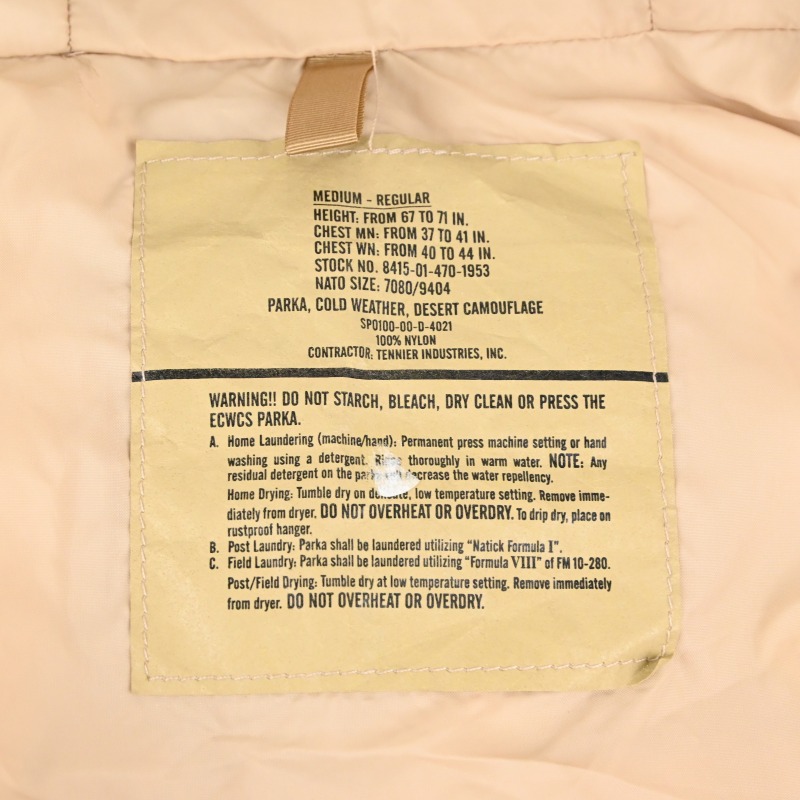 MEDIUM - REGULAR
HEIGHT: FROM 67 TO 71 IN.
CHEST MN: FROM 37 TO 41 IN.
CHEST WN: FROM 40 TO 44 IN.
STOCK NO. 8415-01-470-1953
NATO SIZE: 7080/9404
PARKA, COLD WEATHER, DESERT CAMOUFLAGE
SPO100-00-D-4021
100% NYLON
CONTRACTOR: TENNIER INDUSTRIES, INC.
WARNING!! DO NOT STARCH, BLEACH, DRY CLEAN OR PRESS THE
ECWCS PARKA.
A. Home Laundering (machine/hand): Permanent press machine setting or hand
washing using a detergent. thoroughly in warm water. NOTE: Any
residual detergent on the decrease the water repellency.
Home Drying: Tumble dry on low temperature setting. Remove imme-
diately from dryer. DO NOT OVERHEAT OR OVERDRY. To drip dry, place on
rustproof hanger.
B. Post Laundry: Parka shall be laundered utilizing "Natick Formula I".
C. Field Laundry: Parka shall be laundered utilizing "Formula VIII" of FM 10-280.
Post/Field Drying: Tumble dry at low temperature setting. Remove immediately
from dryer. DO NOT OVERHEAT OR OVERDRY.